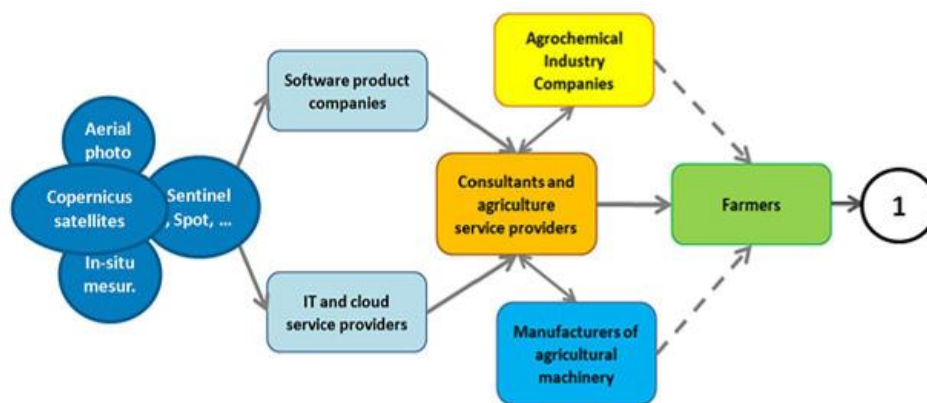 Aerial
photo
Copernicus
satellites
Sentinel
, Spot, ...
In-situ
mesur.
Software product
companies
IT and cloud
service providers
Agrochemical
Industry
Companies
Consultants and
agriculture
service providers
Manufacturers of
agricultural
machinery
Farmers
1